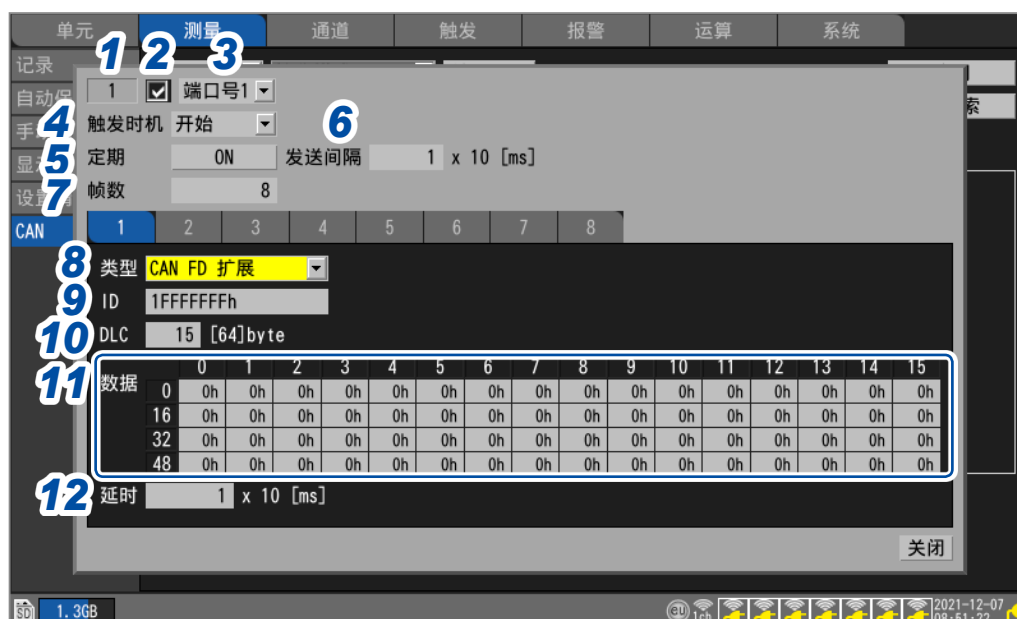 单元 测量 通道 触发 报警 运算 系统
1 2 3
记录
1 端口号1
自动保 索
4 触发时机 开始 6
手
5 定期 ON 发送间隔 1 x 10 [ms]
显
7 帧数 8
设置
CAN 1 2 3 4 5 6 7 8
8 类型 CAN FD 扩展
9 ID 1FFFFFFFh
10 DLC 15 [64]byte
11 数据 0 1 2 3 4 5 6 7 8 9 10 11 12 13 14 15
0 0h 0h 0h 0h 0h 0h 0h 0h 0h 0h 0h 0h 0h 0h 0h 0h
16 0h 0h 0h 0h 0h 0h 0h 0h 0h 0h 0h 0h 0h 0h 0h 0h
32 0h 0h 0h 0h 0h 0h 0h 0h 0h 0h 0h 0h 0h 0h 0h 0h
48 0h 0h 0h 0h 0h 0h 0h 0h 0h 0h 0h 0h 0h 0h 0h 0h
12 延时 1 x 10 [ms]
关闭
SD 1.3GB eu 1ch 2021-12-07
08:51:22